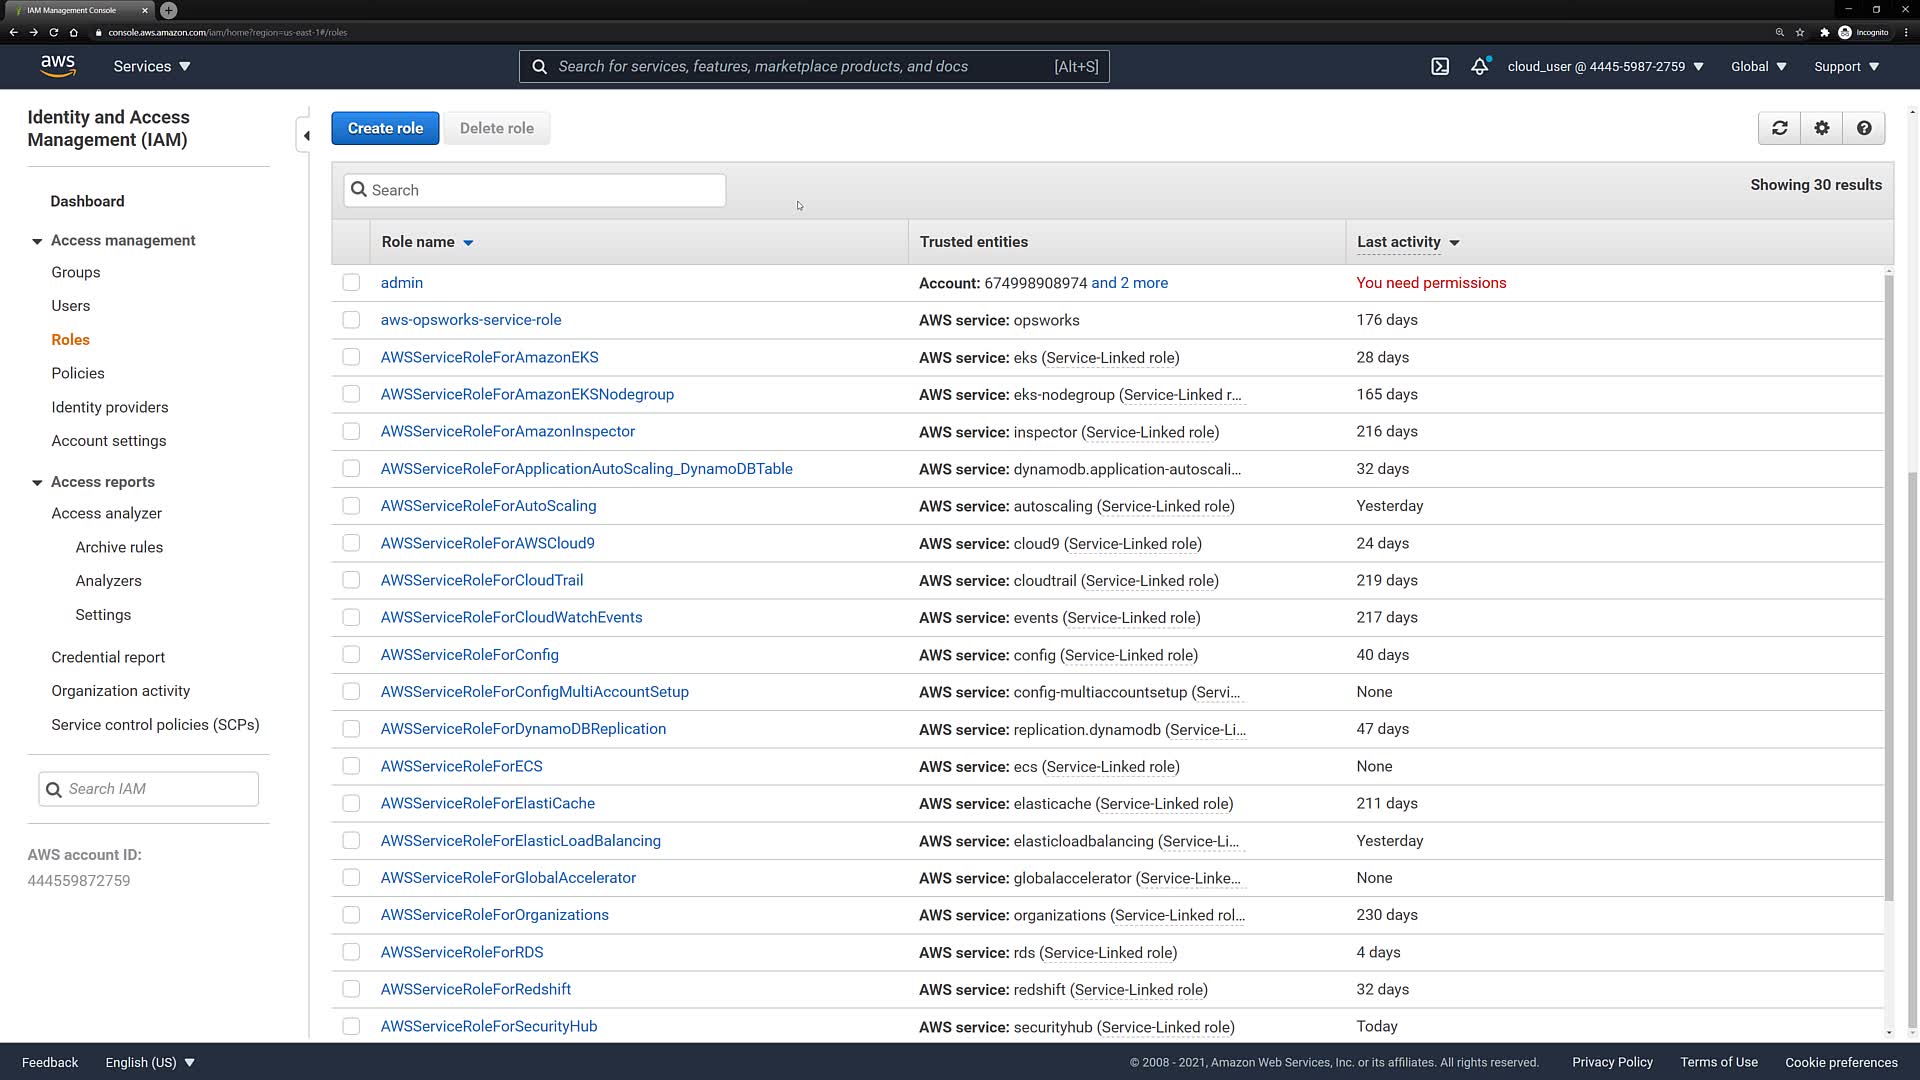 IAM Management Console
console.aws.amazon.com/iam/home?region=us-east-1#/roles
Incognito
aws
Services
Search for services, features, marketplace products, and docs
[Alt+S]
cloud_user @ 4445-5987-2759
Global
Support
Identity and Access
Management (IAM)
Dashboard
Access management
Groups
Users
Roles
Policies
Identity providers
Account settings
Access reports
Access analyzer
Archive rules
Analyzers
Settings
Credential report
Organization activity
Service control policies (SCPs)
Search IAM
AWS account ID:
444559872759
Create role
Delete role
Search
Showing 30 results
Role name Trusted entities Last activity
admin Account: 674998908974 and 2 more You need permissions
aws-opsworks-service-role AWS service: opsworks 176 days
AWSServiceRoleForAmazonEKS AWS service: eks (Service-Linked role) 28 days
AWSServiceRoleForAmazonEKSNodegroup AWS service: eks-nodegroup (Service-Linked r... 165 days
AWSServiceRoleForAmazonInspector AWS service: inspector (Service-Linked role) 216 days
AWSServiceRoleForApplicationAutoScaling_DynamoDBTable AWS service: dynamodb.application-autoscali... 32 days
AWSServiceRoleForAutoScaling AWS service: autoscaling (Service-Linked role) Yesterday
AWSServiceRoleForAWSCloud9 AWS service: cloud9 (Service-Linked role) 24 days
AWSServiceRoleForCloudTrail AWS service: cloudtrail (Service-Linked role) 219 days
AWSServiceRoleForCloudWatchEvents AWS service: events (Service-Linked role) 217 days
AWSServiceRoleForConfig AWS service: config (Service-Linked role) 40 days
AWSServiceRoleForConfigMultiAccountSetup AWS service: config-multiaccountsetup (Servi... None
AWSServiceRoleForDynamoDBReplication AWS service: replication.dynamodb (Service-Li... 47 days
AWSServiceRoleForECS AWS service: ecs (Service-Linked role) None
AWSServiceRoleForElastiCache AWS service: elasticache (Service-Linked role) 211 days
AWSServiceRoleForElasticLoadBalancing AWS service: elasticloadbalancing (Service-Li... Yesterday
AWSServiceRoleForGlobalAccelerator AWS service: globalaccelerator (Service-Linke... None
AWSServiceRoleForOrganizations AWS service: organizations (Service-Linked rol... 230 days
AWSServiceRoleForRDS AWS service: rds (Service-Linked role) 4 days
AWSServiceRoleForRedshift AWS service: redshift (Service-Linked role) 32 days
AWSServiceRoleForSecurityHub AWS service: securityhub (Service-Linked role) Today
Feedback
English (US)
© 2008 - 2021, Amazon Web Services, Inc. or its affiliates. All rights reserved.
Privacy Policy
Terms of Use
Cookie preferences